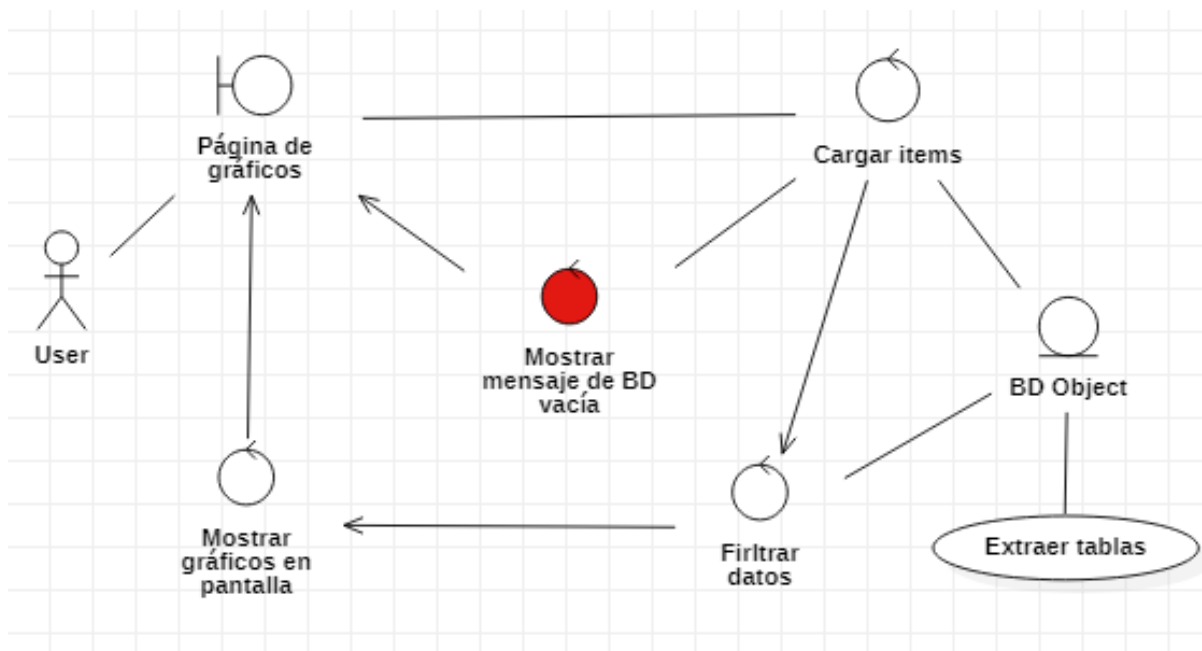 Página de
gráficos
Cargar items
User
Mostrar
mensaje de BD
vacía
BD Object
Mostrar
gráficos en
pantalla
Firltrar
datos
Extraer tablas